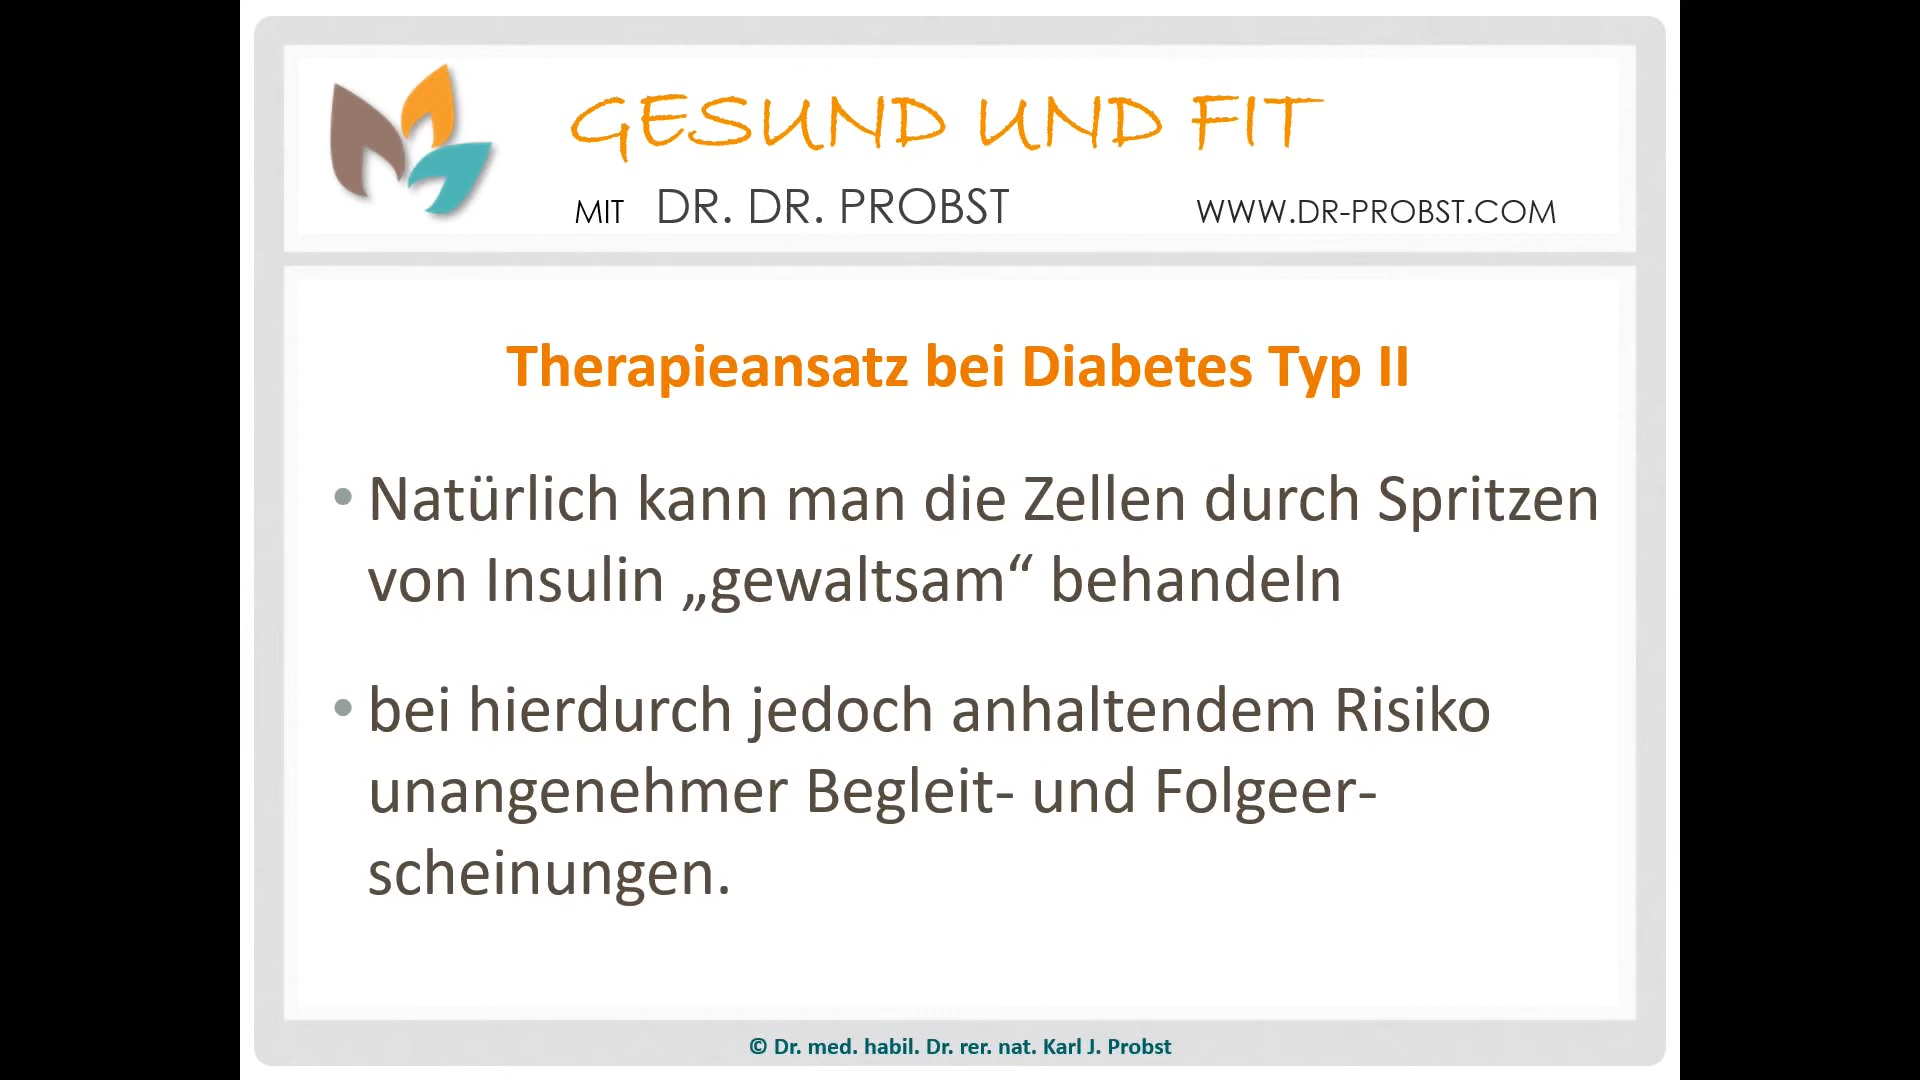 GESUND UND FIT
MIT DR. DR. PROBST WWW.DR-PROBST.COM
Therapieansatz bei Diabetes Typ II
• Natürlich kann man die Zellen durch Spritzen
von Insulin „gewaltsam“ behandeln
• bei hierdurch jedoch anhaltendem Risiko
unangenehmer Begleit- und Folgeer-
scheinungen.
© Dr. med. habil. Dr. rer. nat. Karl J. Probst